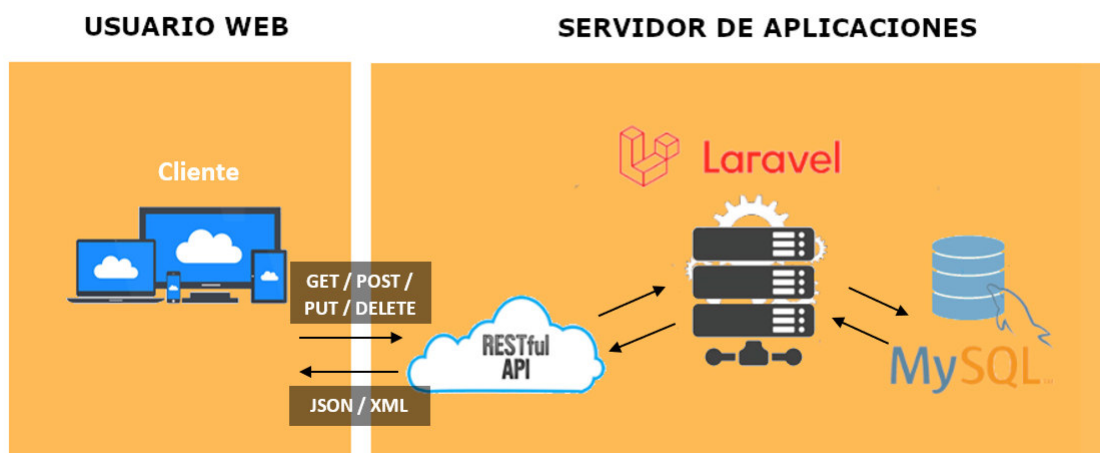 USUARIO WEB
SERVIDOR DE APLICACIONES
Laravel
Cliente
GET / POST /
PUT / DELETE
RESTful
API
MySQL
JSON / XML